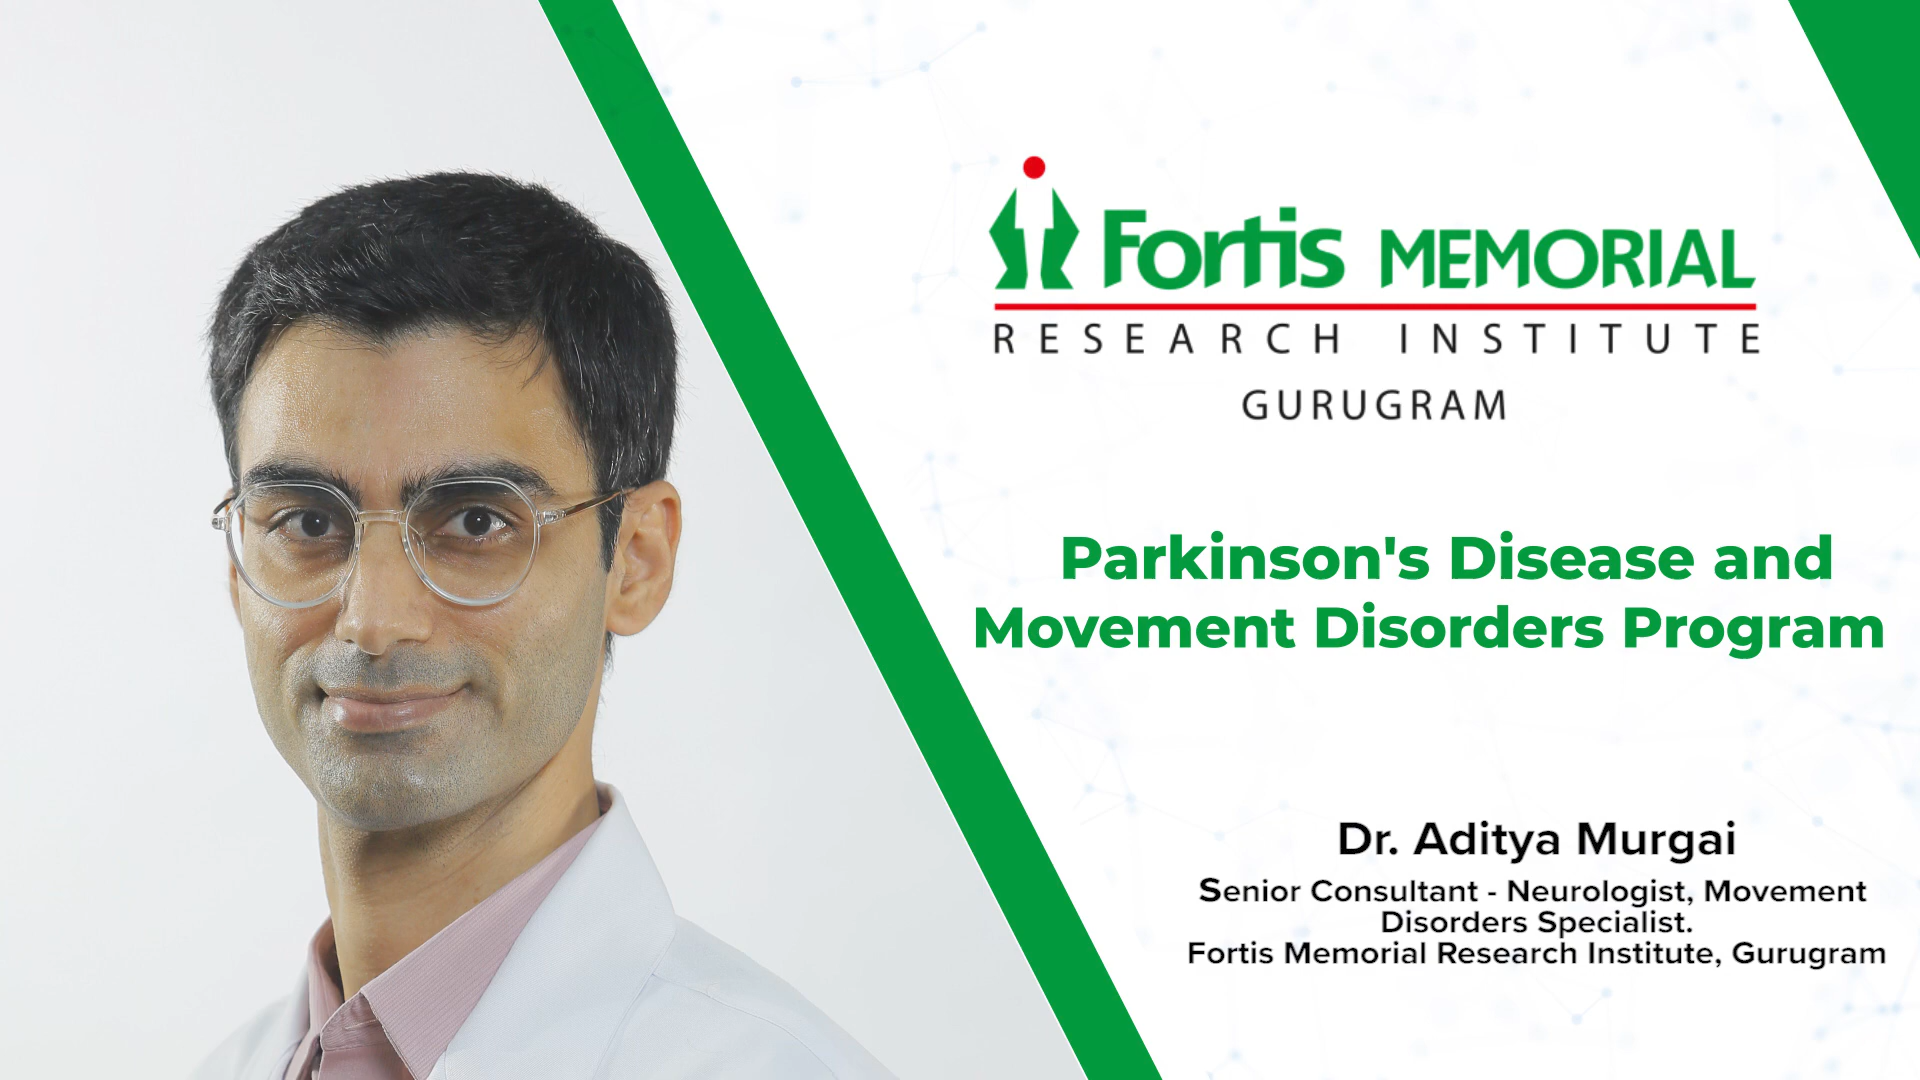 Fortis MEMORIAL
RESEARCH INSTITUTE
GURUGRAM
Parkinson's Disease and
Movement Disorders Program
Dr. Aditya Murgai
Senior Consultant - Neurologist, Movement
Disorders Specialist.
Fortis Memorial Research Institute, Gurugram